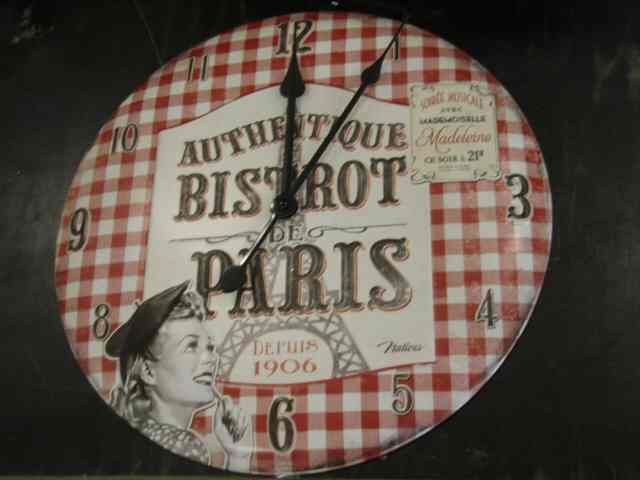 12
1
11
SOIRÉE MUSICALE
AVEC
MADEMOISELLE
Madeleine
CE SOIR À 21H
10
AUTHENTIQUE
BISTROT
DE
PARIS
3
9
4
8
DEPUIS
1906
5
6